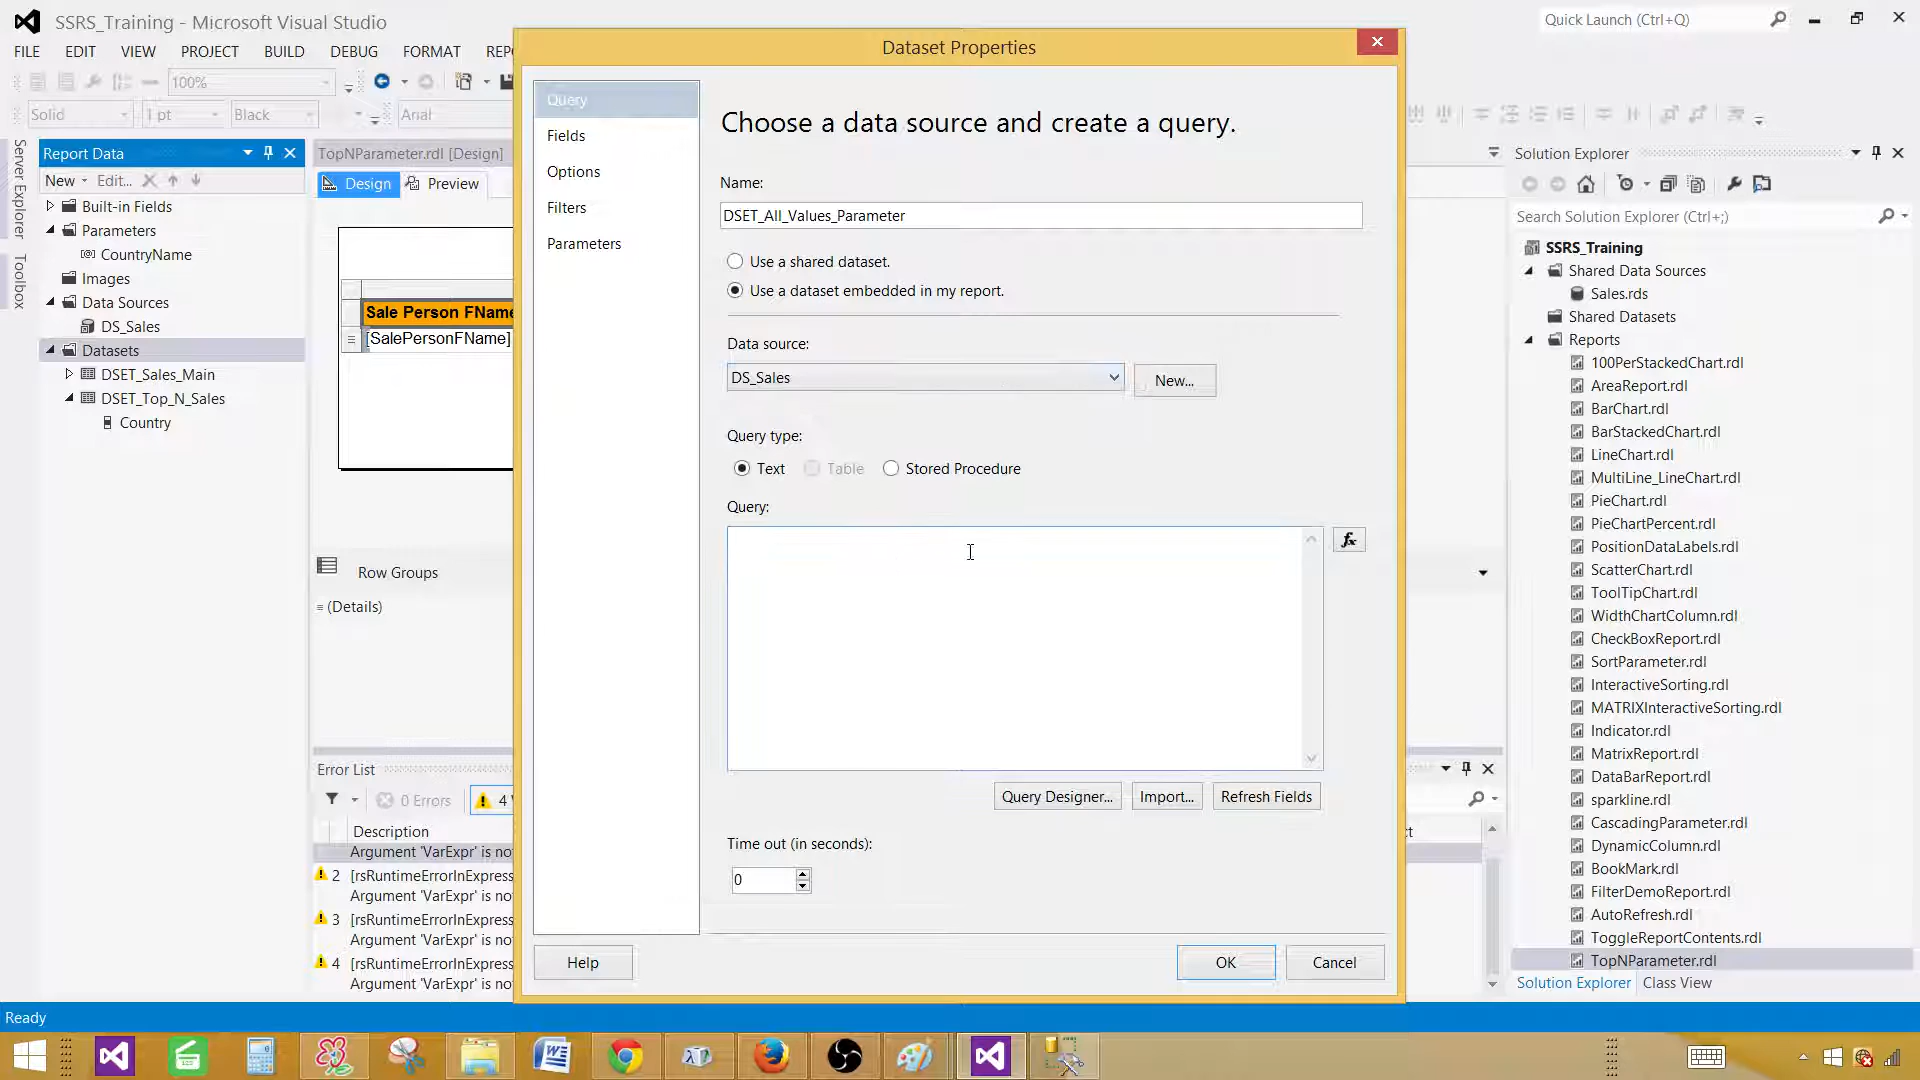 SSRS_Training - Microsoft Visual Studio
Quick Launch (Ctrl+Q)
FILE EDIT VIEW PROJECT BUILD DEBUG FORMAT
100%
Solid 1 pt Black Arial
Dataset Properties
Query
Fields
Options
Filters
Parameters
Choose a data source and create a query.
Name:
DSET_All_Values_Parameter
Use a shared dataset.
Use a dataset embedded in my report.
Data source:
DS_Sales
New...
Query type:
Text Table Stored Procedure
Query:
fx
Query Designer... Import... Refresh Fields
Time out (in seconds):
0
Help OK Cancel
Server Explorer
Toolbox
Report Data
New Edit...
Built-in Fields
Parameters
CountryName
Images
Data Sources
DS_Sales
Datasets
DSET_Sales_Main
DSET_Top_N_Sales
Country
TopNParameter.rdl [Design]
Design Preview
Sale Person FName
[SalePersonFName]
Row Groups
(Details)
Error List
0 Errors 4
Description
Argument 'VarExpr' is no
2 [rsRuntimeErrorInExpress
Argument 'VarExpr' is no
3 [rsRuntimeErrorInExpress
Argument 'VarExpr' is no
4 [rsRuntimeErrorInExpress
Argument 'VarExpr' is no
Solution Explorer
Search Solution Explorer (Ctrl+;)
SSRS_Training
Shared Data Sources
Sales.rds
Shared Datasets
Reports
100PerStackedChart.rdl
AreaReport.rdl
BarChart.rdl
BarStackedChart.rdl
LineChart.rdl
MultiLine_LineChart.rdl
PieChart.rdl
PieChartPercent.rdl
PositionDataLabels.rdl
ScatterChart.rdl
ToolTipChart.rdl
WidthChartColumn.rdl
CheckBoxReport.rdl
SortParameter.rdl
InteractiveSorting.rdl
MATRIXInteractiveSorting.rdl
Indicator.rdl
MatrixReport.rdl
DataBarReport.rdl
sparkline.rdl
CascadingParameter.rdl
DynamicColumn.rdl
BookMark.rdl
FilterDemoReport.rdl
AutoRefresh.rdl
ToggleReportContents.rdl
TopNParameter.rdl
Solution Explorer Class View
Ready